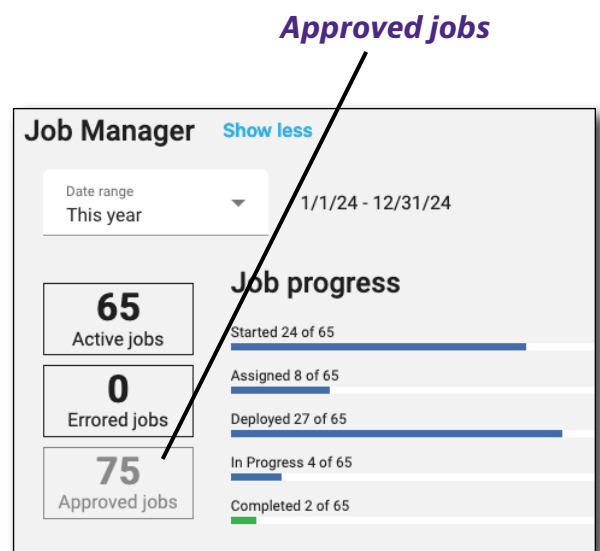 Approved jobs
Job Manager Show less
Date range
This year
1/1/24 - 12/31/24
65
Active jobs
0
Errored jobs
75
Approved jobs
Job progress
Started 24 of 65
Assigned 8 of 65
Deployed 27 of 65
In Progress 4 of 65
Completed 2 of 65